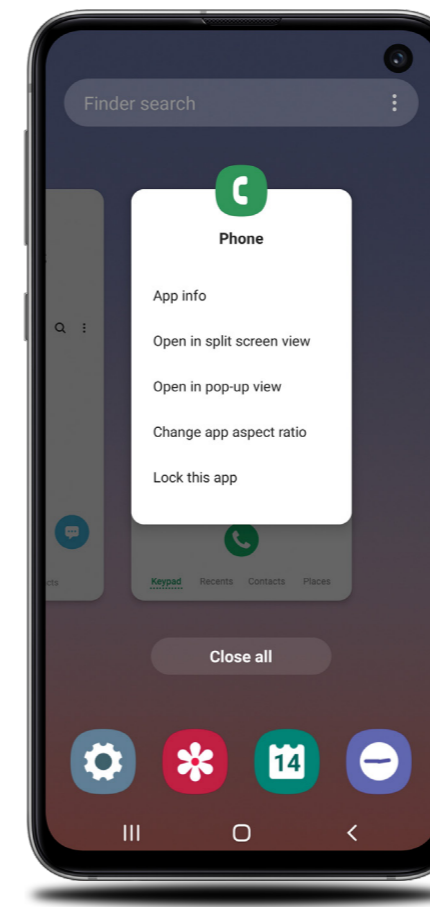 Finder search
Phone
App info
Open in split screen view
Open in pop-up view
Change app aspect ratio
Lock this app
cts
Keypad Recents Contacts Places
Close all
14